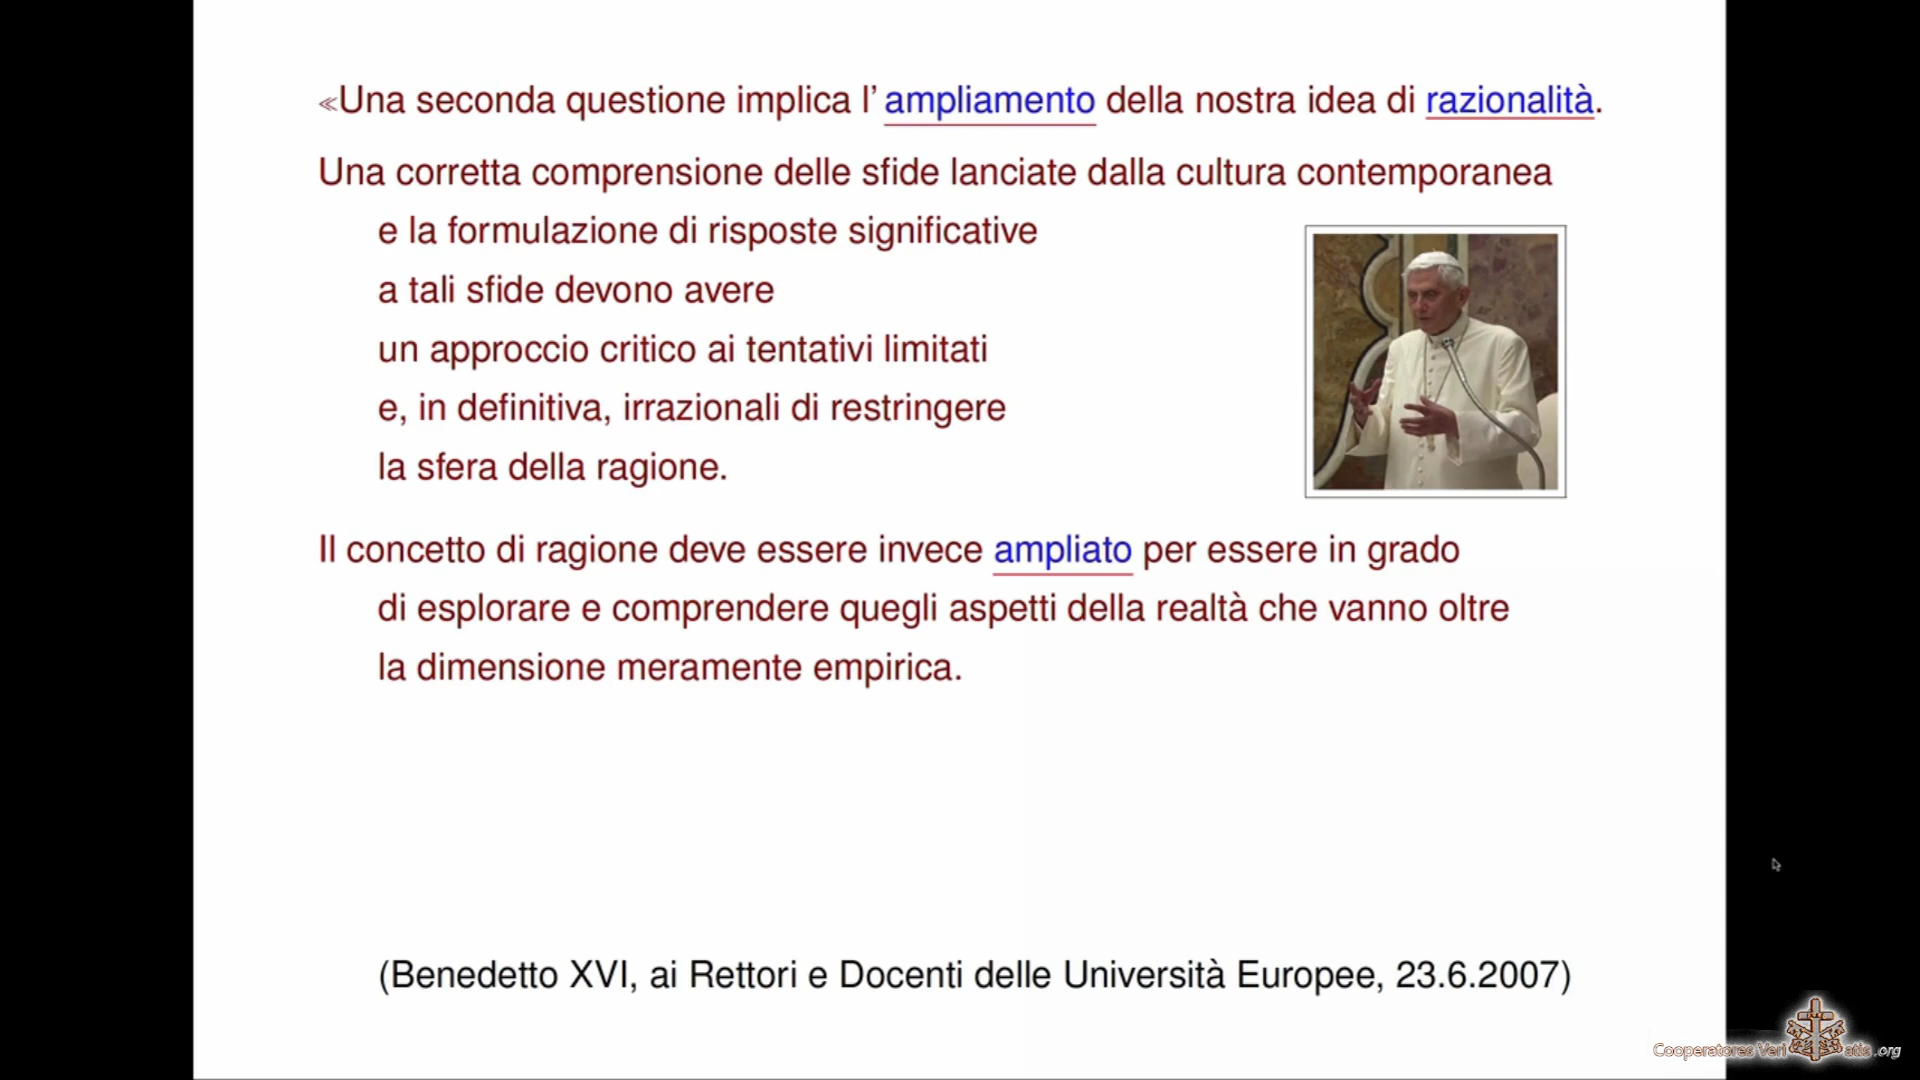 «Una seconda questione implica l’ ampliamento della nostra idea di razionalità.
Una corretta comprensione delle sfide lanciate dalla cultura contemporanea
e la formulazione di risposte significative
a tali sfide devono avere
un approccio critico ai tentativi limitati
e, in definitiva, irrazionali di restringere
la sfera della ragione.
Il concetto di ragione deve essere invece ampliato per essere in grado
di esplorare e comprendere quegli aspetti della realtà che vanno oltre
la dimensione meramente empirica.
(Benedetto XVI, ai Rettori e Docenti delle Università Europee, 23.6.2007)
Cooperatores Veritatis.org